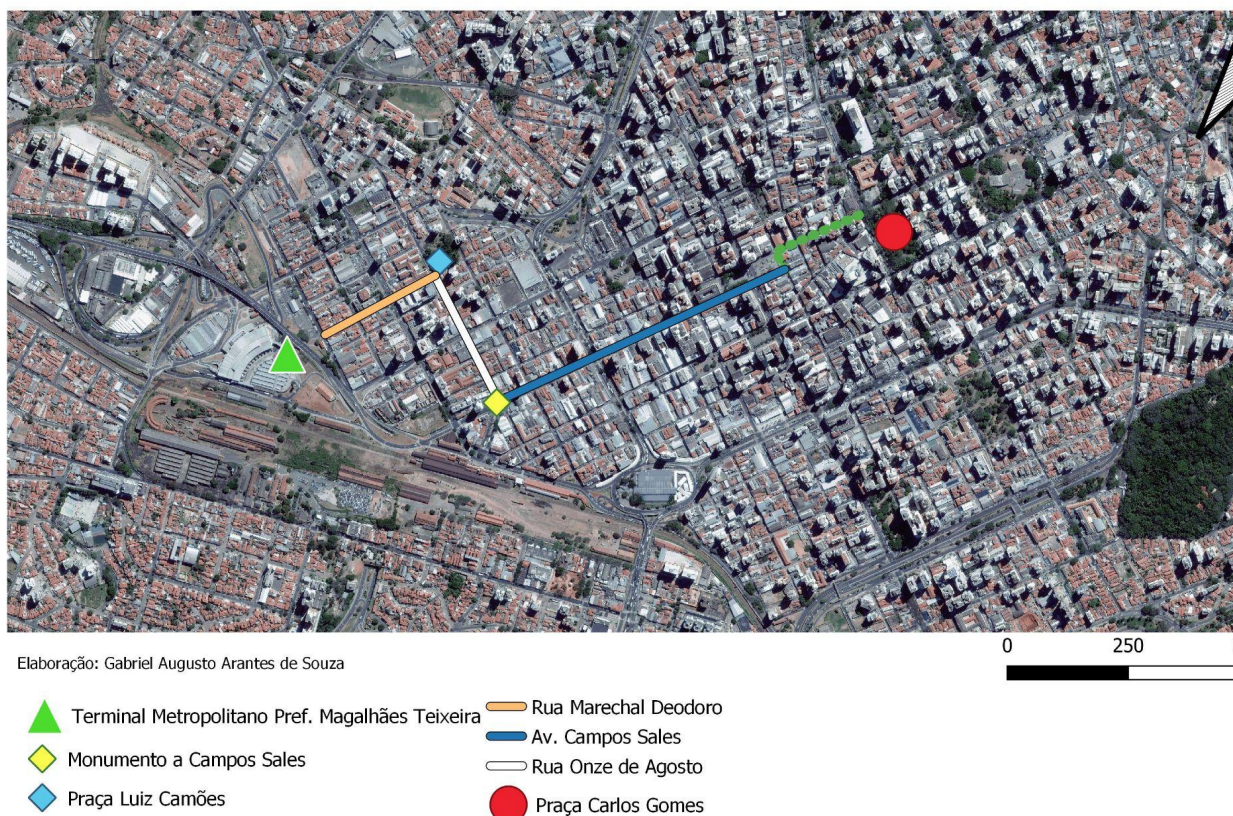 Elaboração: Gabriel Augusto Arantes de Souza
0 250
Terminal Metropolitano Pref. Magalhães Teixeira
Monumento a Campos Sales
Praça Luiz Camões
Rua Marechal Deodoro
Av. Campos Sales
Rua Onze de Agosto
Praça Carlos Gomes